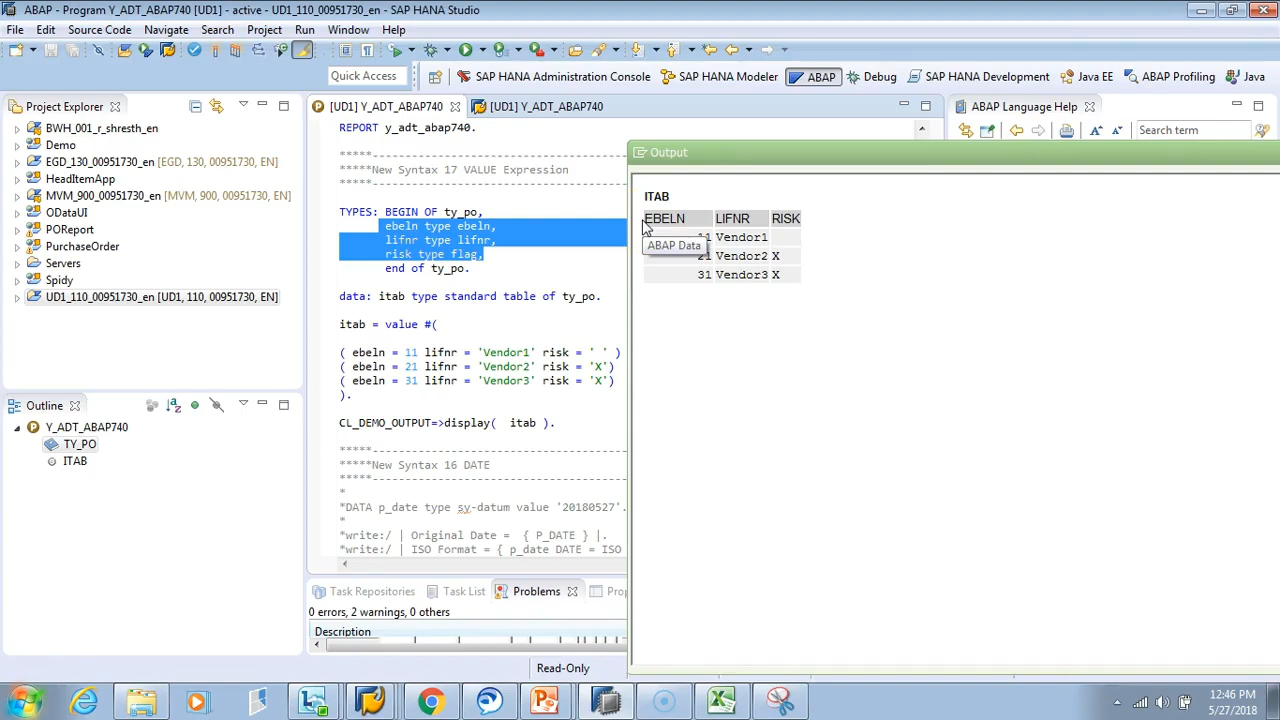 ABAP - Program Y_ADT_ABAP740 [UD1] - active - UD1_110_00951730_en - SAP HANA Studio
File Edit Source Code Navigate Search Project Run Window Help
Quick Access SAP HANA Administration Console SAP HANA Modeler ABAP Debug SAP HANA Development Java EE ABAP Profiling Java
Project Explorer
BWH_001_r_shresth_en
Demo
EGD_130_00951730_en [EGD, 130, 00951730, EN]
HeadItemApp
MVM_900_00951730_en [MVM, 900, 00951730, EN]
ODataUI
POReport
PurchaseOrder
Servers
Spidy
UD1_110_00951730_en [UD1, 110, 00951730, EN]
Outline
Y_ADT_ABAP740
TY_PO
ITAB
[UD1] Y_ADT_ABAP740 [UD1] Y_ADT_ABAP740
REPORT y_adt_abap740.
*****New Syntax 17 VALUE Expression
TYPES: BEGIN OF ty_po,
ebeln type ebeln,
lifnr type lifnr,
risk type flag,
end of ty_po.
data: itab type standard table of ty_po.
itab = value #(
( ebeln = 11 lifnr = 'Vendor1' risk = ' ' )
( ebeln = 21 lifnr = 'Vendor2' risk = 'X')
( ebeln = 31 lifnr = 'Vendor3' risk = 'X')
).
CL_DEMO_OUTPUT=>display( itab ).
*****New Syntax 16 DATE
*
*DATA p_date type sy-datum value '20180527'.
*
*write:/ | Original Date = { P_DATE } |.
*write:/ | ISO Format = { p_date DATE = ISO
Task Repositories Task List Problems
0 errors, 2 warnings, 0 others
Description
Read-Only
ABAP Language Help
Search term
Output
ITAB
EBELN LIFNR RISK
11 Vendor1
21 Vendor2 X
31 Vendor3 X
ABAP Data
12:46 PM
5/27/2018